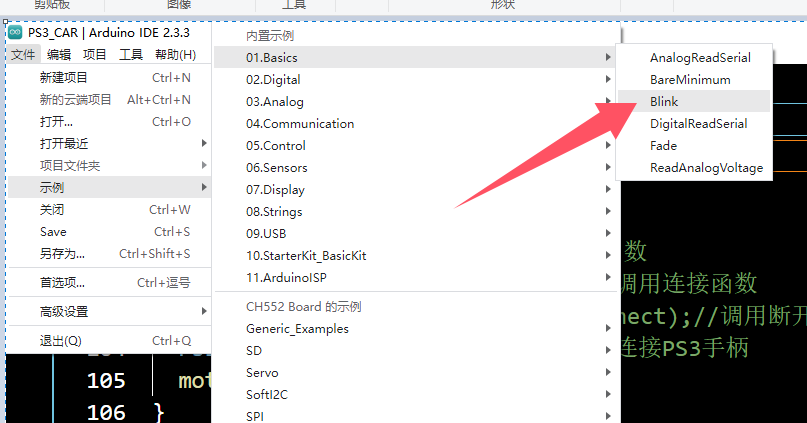 剪贴板 图像 工具 形状
PS3_CAR | Arduino IDE 2.3.3
文件 编辑 项目 工具 帮助(H)
新建项目 Ctrl+N
新的云端项目 Alt+Ctrl+N
打开... Ctrl+O
打开最近
项目文件夹
示例
关闭 Ctrl+W
Save Ctrl+S
另存为... Ctrl+Shift+S
首选项... Ctrl+逗号
高级设置
退出(Q) Ctrl+Q
内置示例
01.Basics
02.Digital
03.Analog
04.Communication
05.Control
06.Sensors
07.Display
08.Strings
09.USB
10.StarterKit_BasicKit
11.ArduinoISP
CH552 Board 的示例
Generic_Examples
SD
Servo
SoftI2C
SPI
AnalogReadSerial
BareMinimum
Blink
DigitalReadSerial
Fade
ReadAnalogVoltage
数
调用连接函数
nect);//调用断开
连接PS3手柄
105 mot
106 }